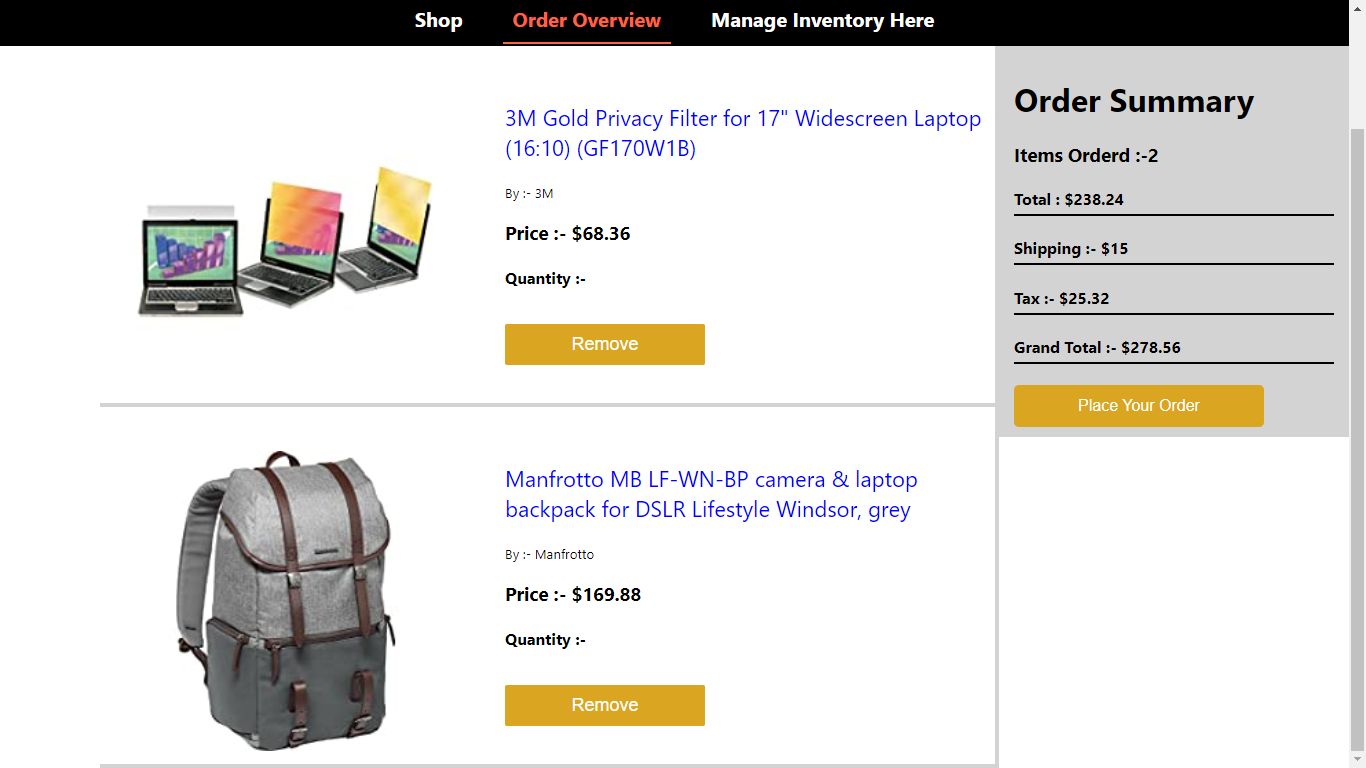 Shop
Order Overview
Manage Inventory Here
3M Gold Privacy Filter for 17" Widescreen Laptop
(16:10) (GF170W1B)
By :- 3M
Price :- $68.36
Quantity :-
Remove
Manfrotto MB LF-WN-BP camera & laptop
backpack for DSLR Lifestyle Windsor, grey
By :- Manfrotto
Price :- $169.88
Quantity :-
Remove
Order Summary
Items Orderd :-2
Total : $238.24
Shipping :- $15
Tax :- $25.32
Grand Total :- $278.56
Place Your Order